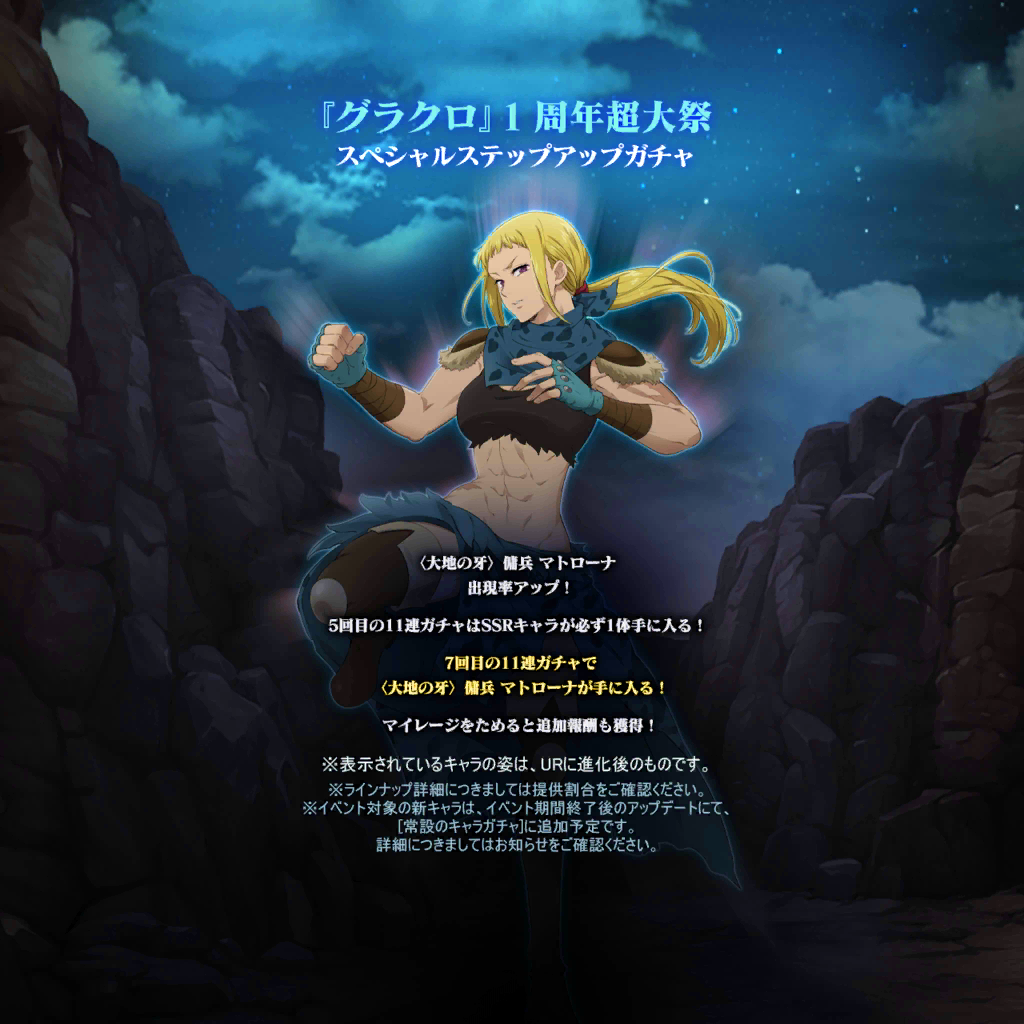 『グラクロ』1周年超大祭
スペシャルステップアップガチャ
〈大地の牙〉傭兵 マトローナ
出現率アップ！
5回目の11連ガチャはSSRキャラが必ず1体手に入る！
7回目の11連ガチャで
〈大地の牙〉傭兵 マトローナが手に入る！
マイレージをためると追加報酬も獲得！
※表示されているキャラの姿は、URに進化後のものです。
※ラインナップ詳細につきましては提供割合をご確認ください。
※イベント対象の新キャラは、イベント期間終了後のアップデートにて、
[常設のキャラガチャ]に追加予定です。
詳細につきましてはお知らせをご確認ください。